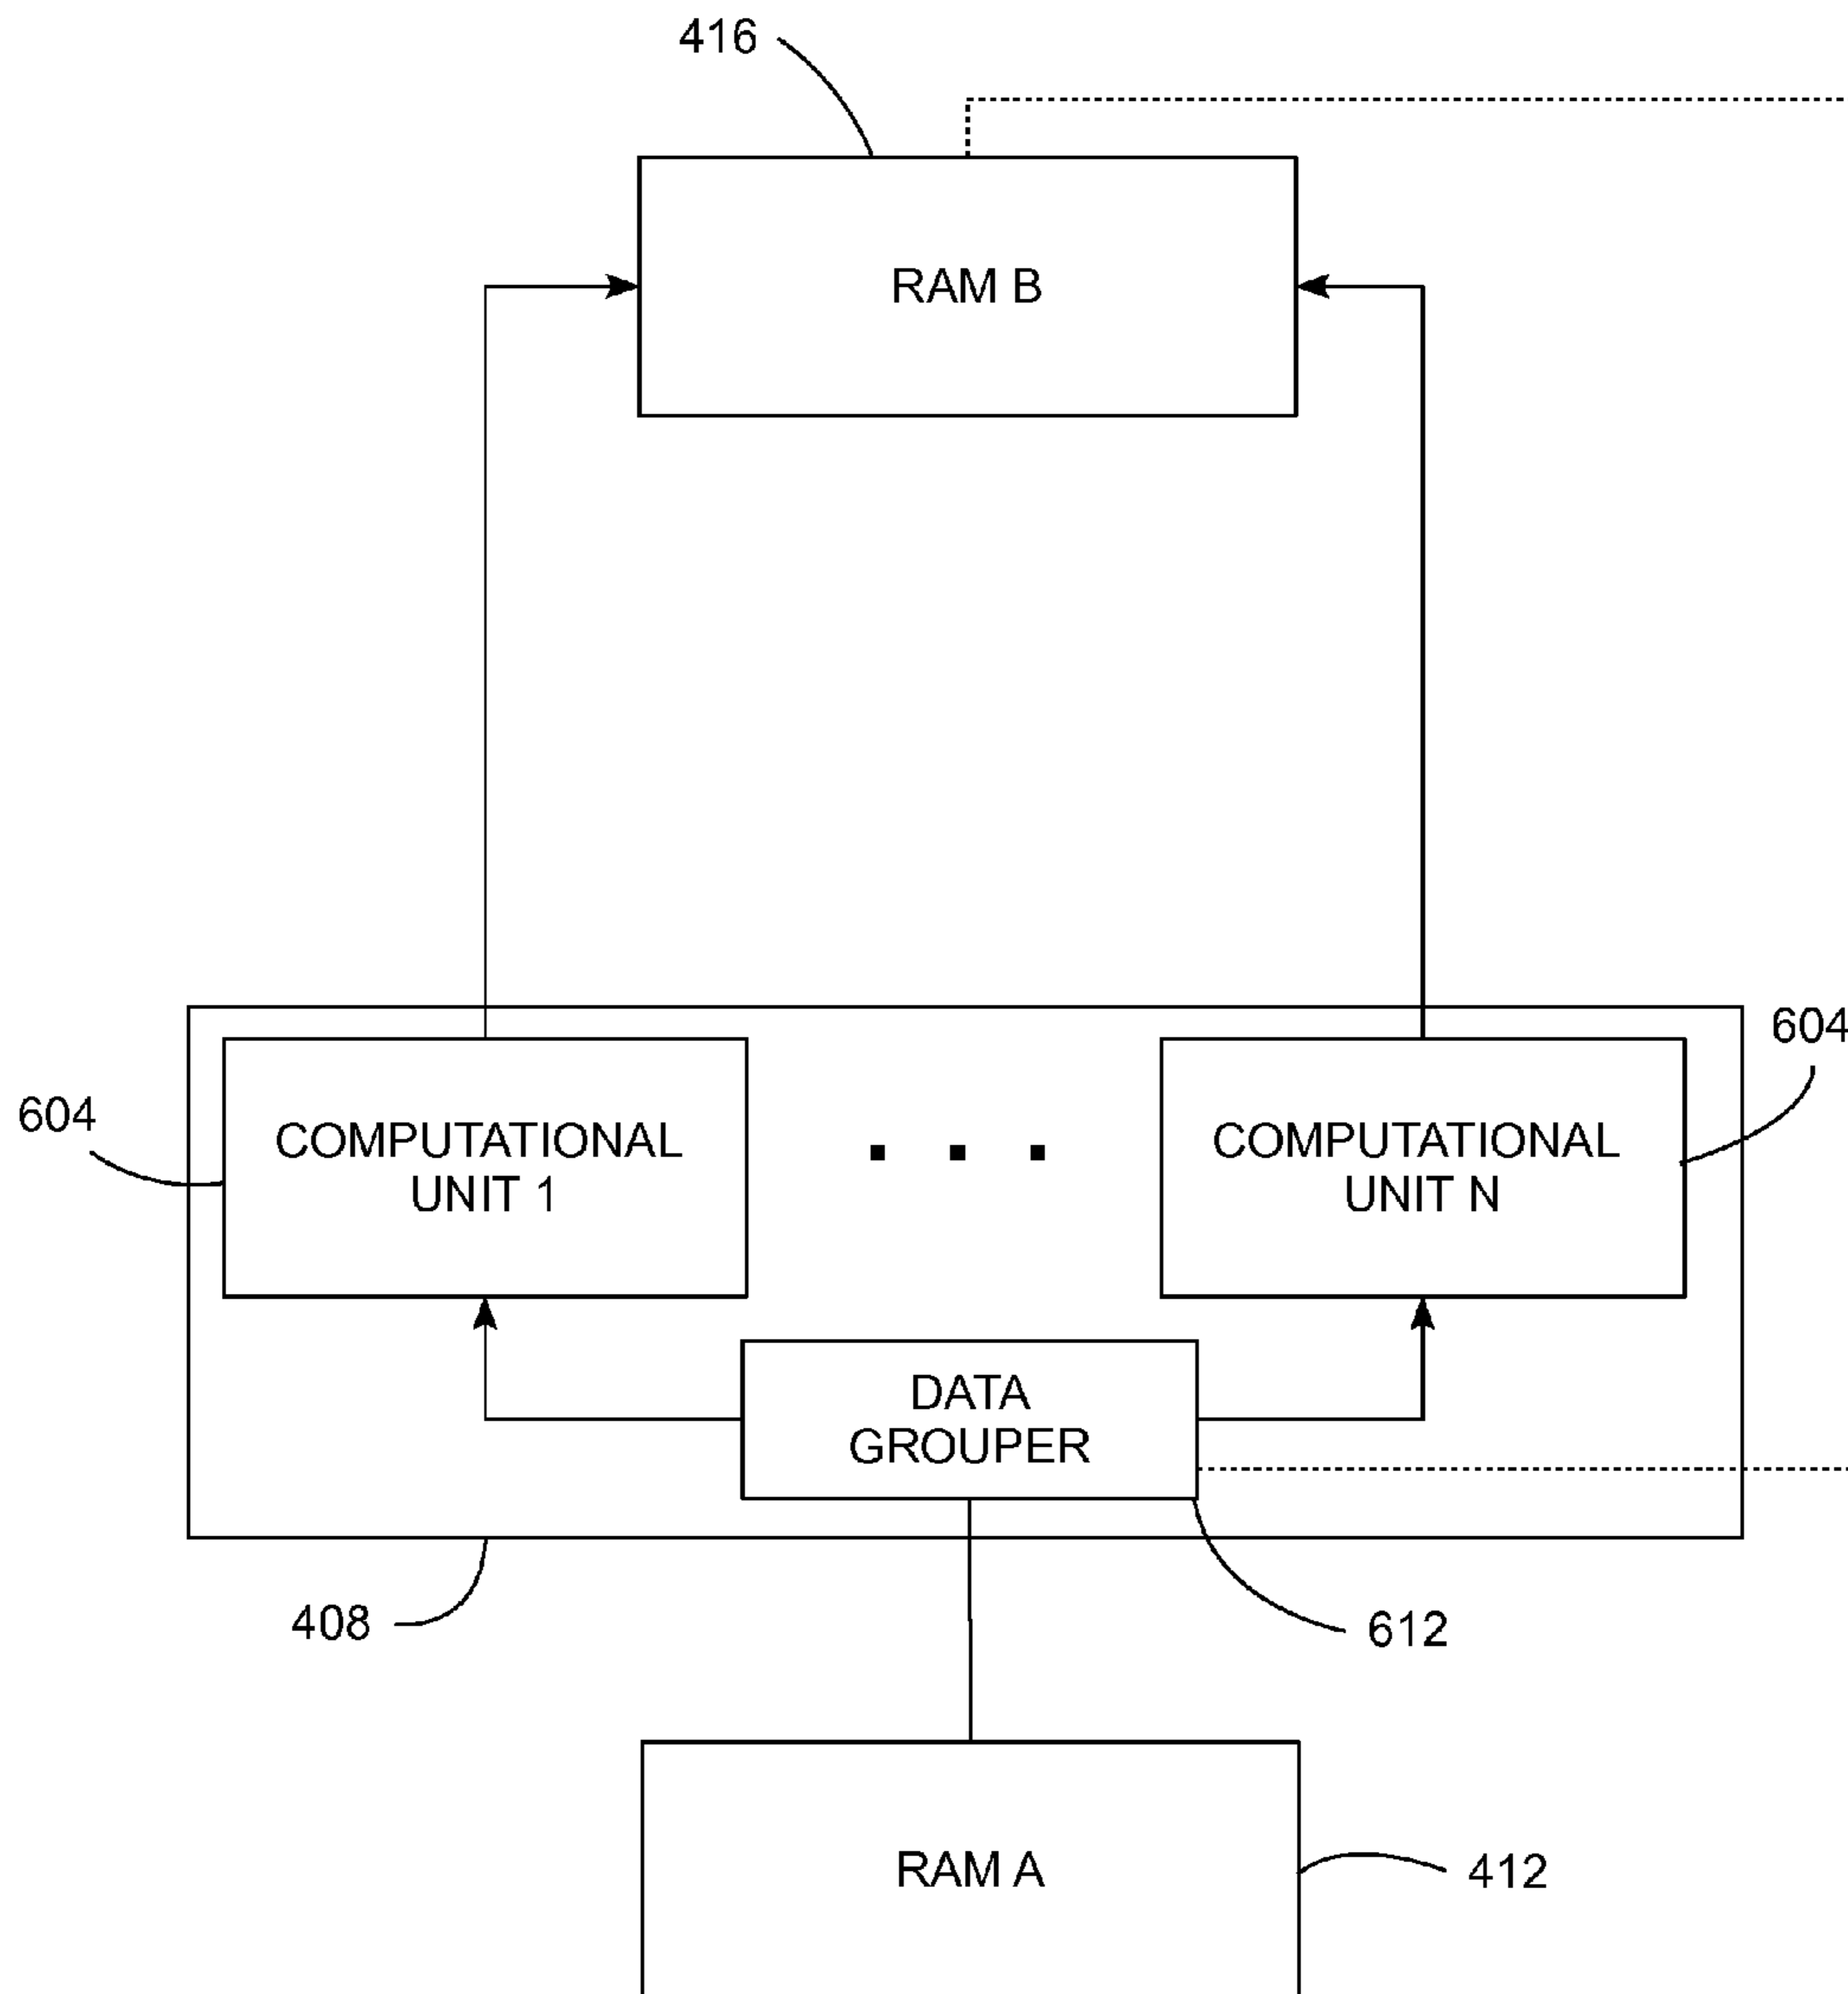 416
RAM B
604
604
COMPUTATIONAL
UNIT 1
COMPUTATIONAL
UNIT N
DATA
GROUPER
408
612
RAM A
412